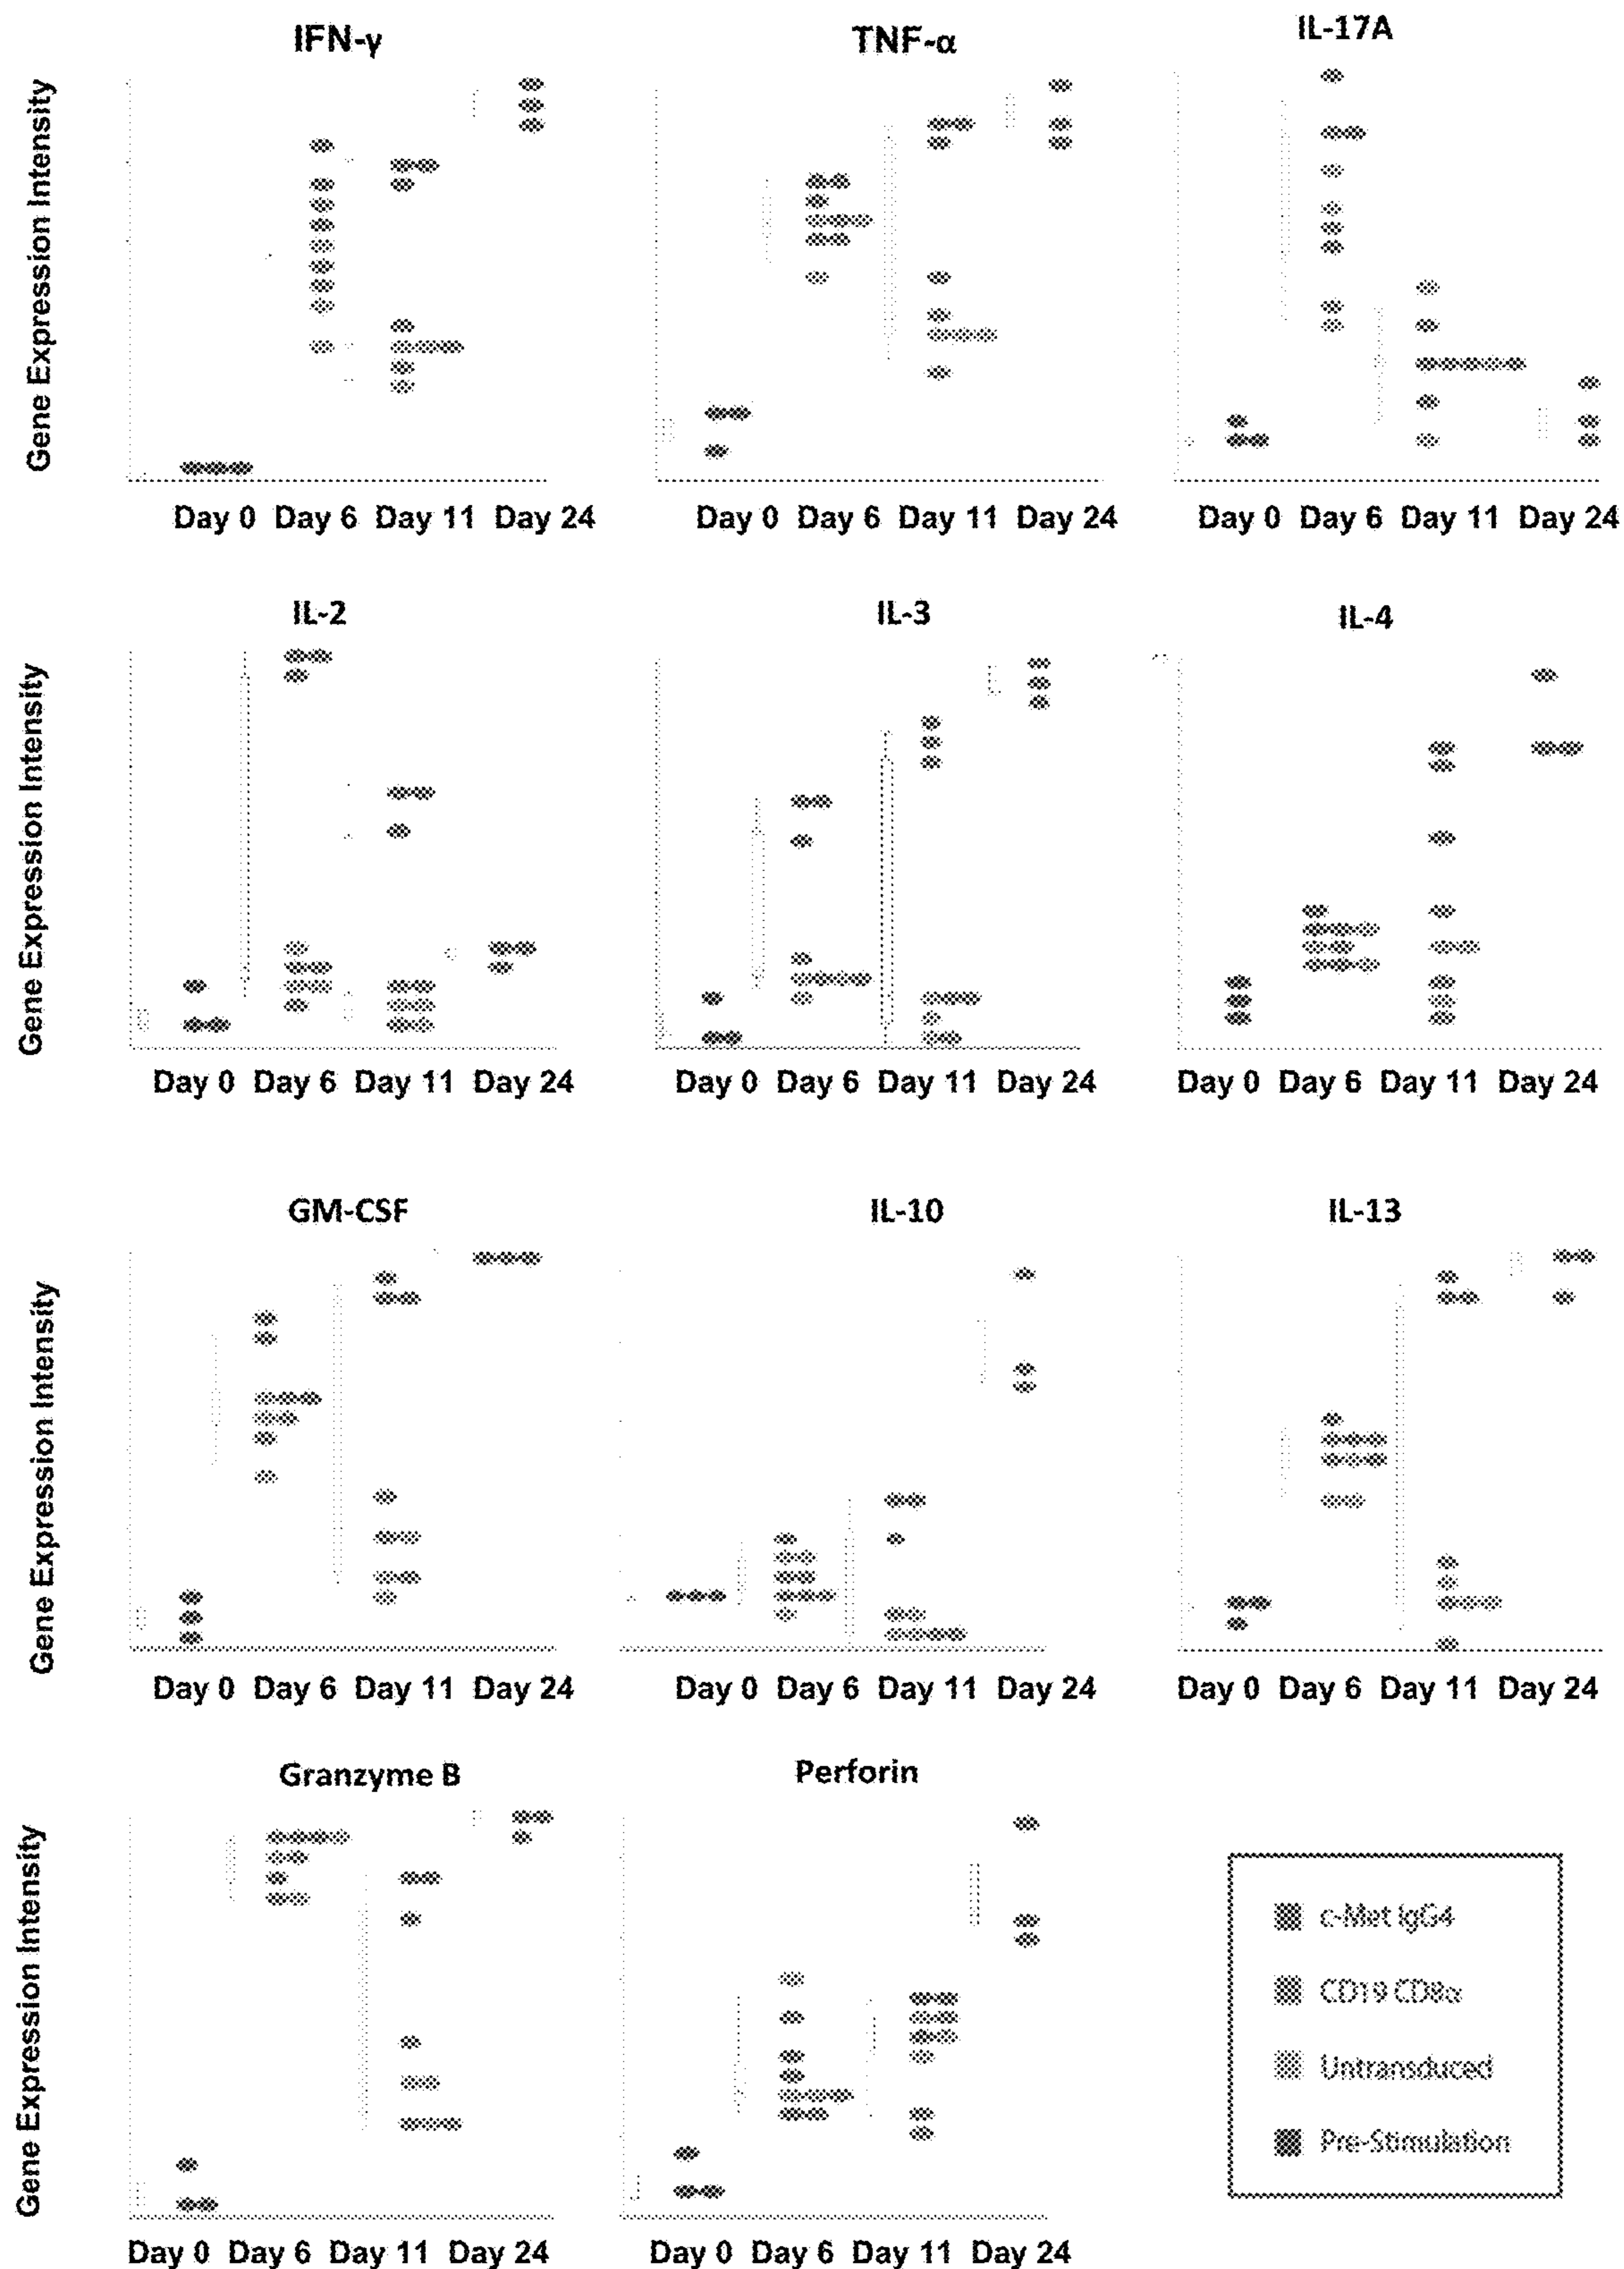 IFN-γ
TNF-α
IL-17A
Gene Expression Intensity
Day 0 Day 6 Day 11 Day 24
Day 0 Day 6 Day 11 Day 24
Day 0 Day 6 Day 11 Day 24
IL-2
IL-3
IL-4
Gene Expression Intensity
Day 0 Day 6 Day 11 Day 24
Day 0 Day 6 Day 11 Day 24
Day 0 Day 6 Day 11 Day 24
GM-CSF
IL-10
IL-13
Gene Expression Intensity
Day 0 Day 6 Day 11 Day 24
Day 0 Day 6 Day 11 Day 24
Day 0 Day 6 Day 11 Day 24
Granzyme B
Perforin
Gene Expression Intensity
Day 0 Day 6 Day 11 Day 24
Day 0 Day 6 Day 11 Day 24
c-Met IgG4
CD19 CD8α
Untransduced
Pre-Stimulation